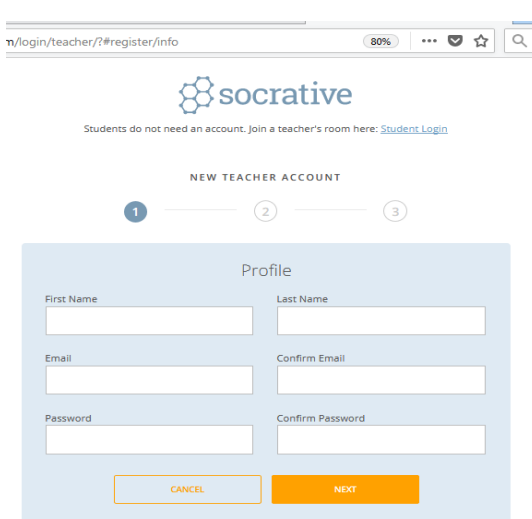 m/login/teacher/?#register/info 80%
socrative
Students do not need an account. Join a teacher's room here: Student Login
NEW TEACHER ACCOUNT
1 2 3
Profile
First Name Last Name
Email Confirm Email
Password Confirm Password
CANCEL NEXT